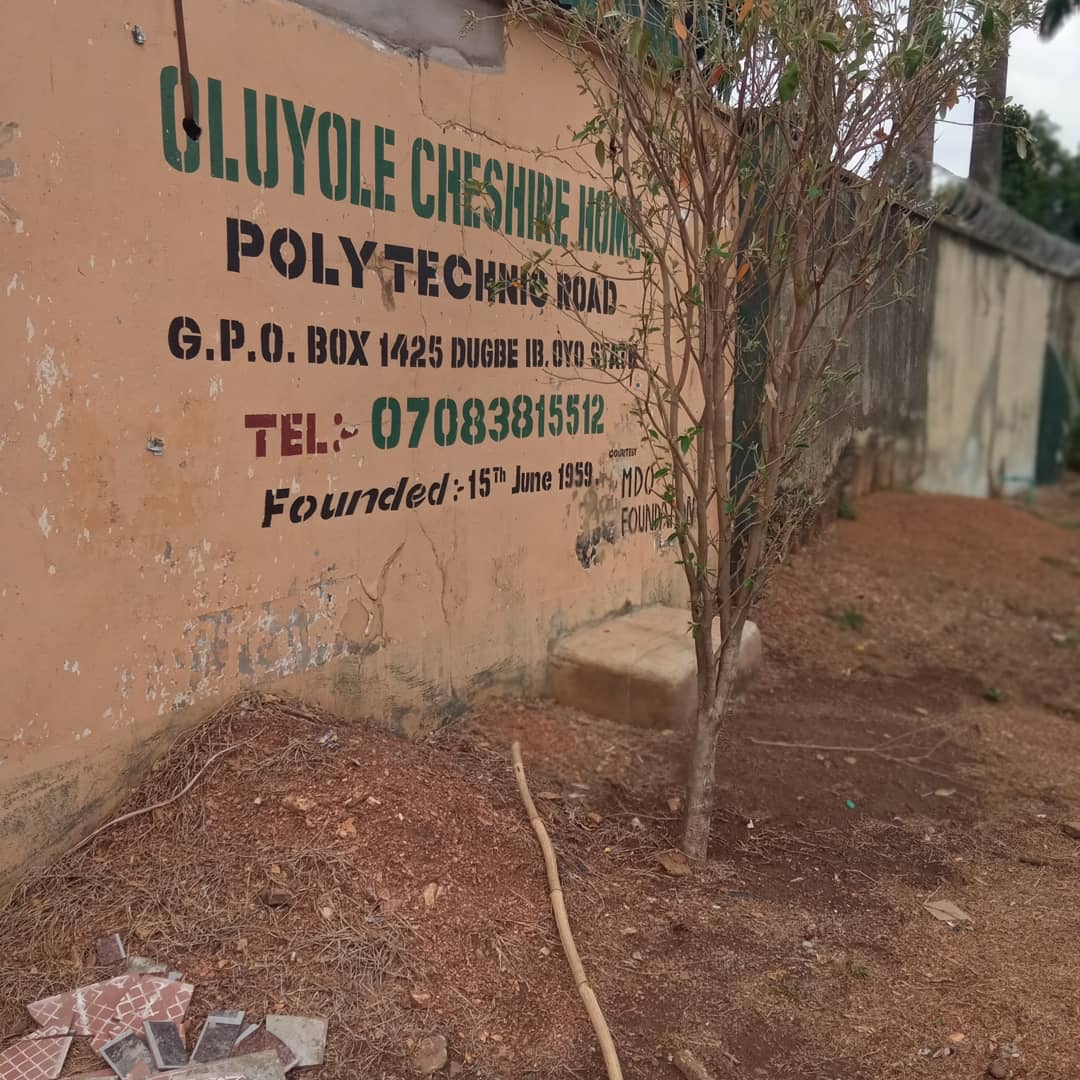 OLUYOLE CHESHIRE HOME
POLYTECHNIC ROAD
G.P.O. BOX 1425 DUGBE IB. OYO STATE
TEL:- 07083815512
Founded:- 15Th June 1959.
COURTESY
MDO
FOUNDATION